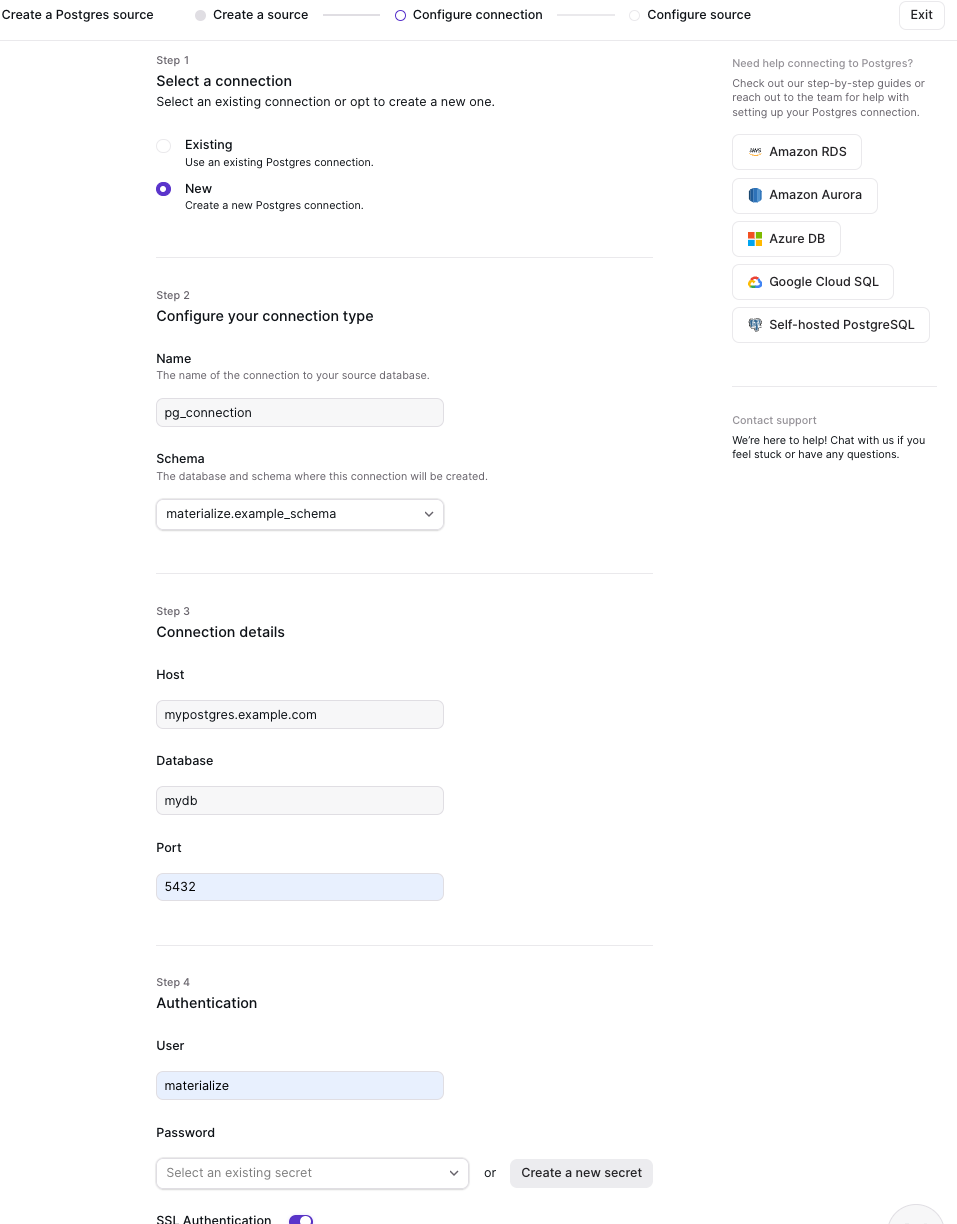 Create a Postgres source
Create a source
Configure connection
Configure source
Exit
Step 1
Select a connection
Select an existing connection or opt to create a new one.
Existing
Use an existing Postgres connection.
New
Create a new Postgres connection.
Step 2
Configure your connection type
Name
The name of the connection to your source database.
pg_connection
Schema
The database and schema where this connection will be created.
materialize.example_schema
Step 3
Connection details
Host
mypostgres.example.com
Database
mydb
Port
5432
Step 4
Authentication
User
materialize
Password
Select an existing secret
or
Create a new secret
SSL Authentication
Need help connecting to Postgres?
Check out our step-by-step guides or
reach out to the team for help with
setting up your Postgres connection.
aws
Amazon RDS
Amazon Aurora
Azure DB
Google Cloud SQL
Self-hosted PostgreSQL
Contact support
We're here to help! Chat with us if you
feel stuck or have any questions.